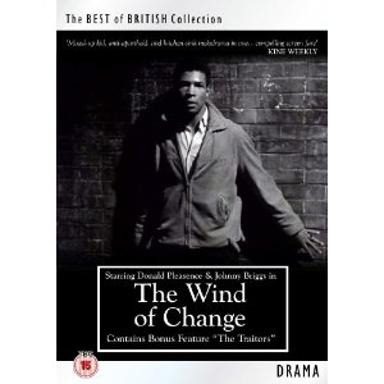 The BEST of BRITISH Collection
'Mixed-up kid, anti-apartheid, and kitchen sink melodrama in one... compelling screen fare!'
KINE WEEKLY
Starring Donald Pleasence & Johnny Briggs in
The Wind
of Change
Contains Bonus Feature "The Traitors"
15
DRAMA